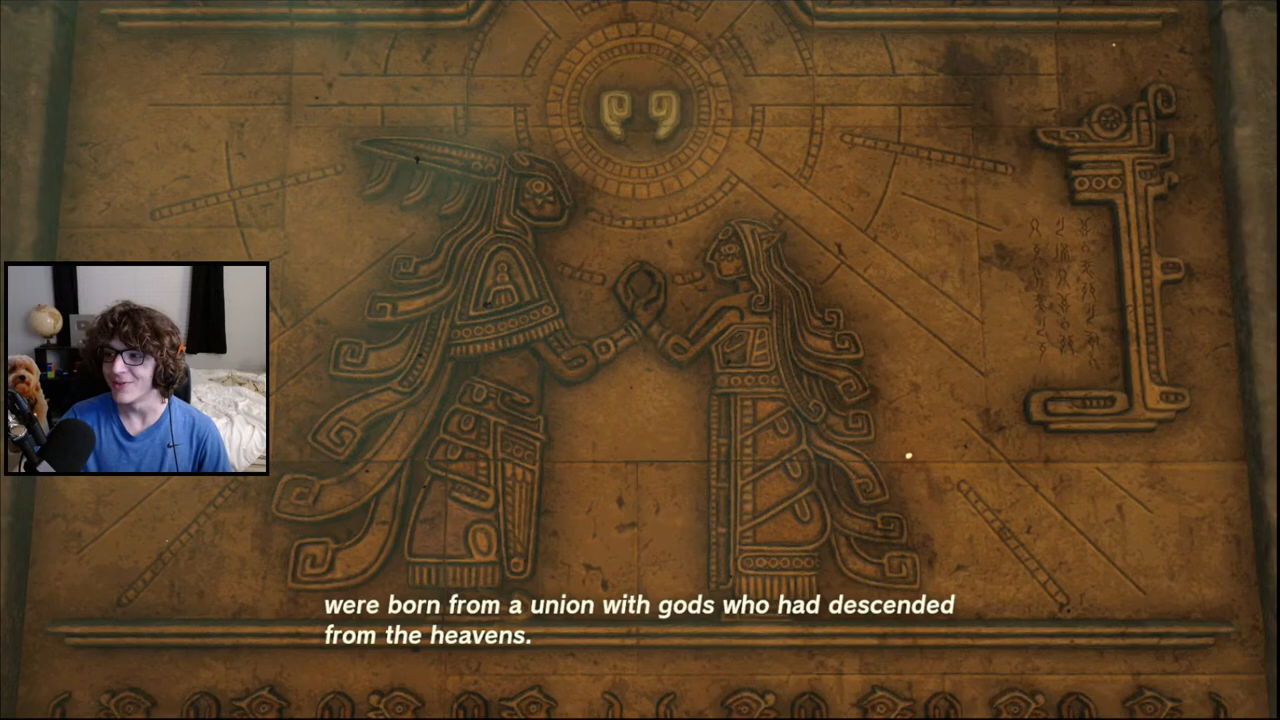 were born from a union with gods who had descended
from the heavens.